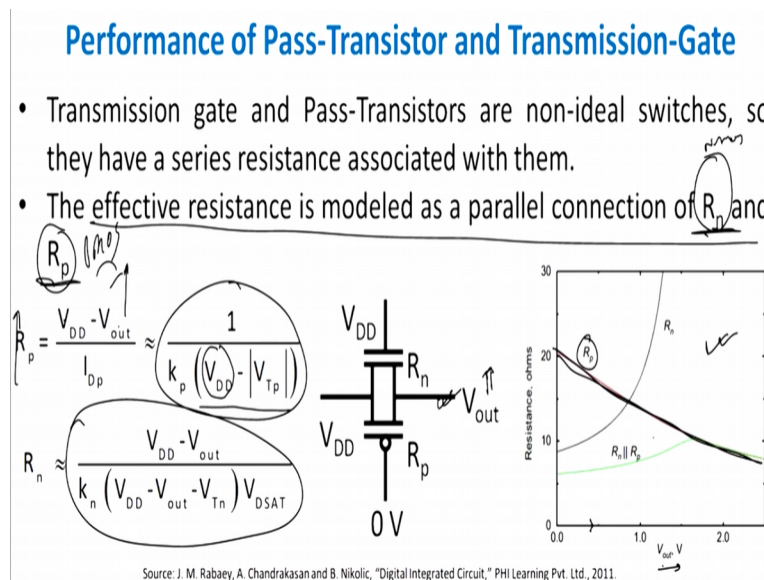 Performance of Pass-Transistor and Transmission-Gate
• Transmission gate and Pass-Transistors are non-ideal switches, so
they have a series resistance associated with them.
nmos
• The effective resistance is modeled as a parallel connection of Rn and
Rp pmos
Rp = (VDD - Vout) / IDp ≈ 1 / (kp (VDD - |VTp|))
Rn ≈ (VDD - Vout) / (kn (VDD - Vout - VTn) VDSAT)
VDD
Rn
Vout
VDD
Rp
0 V
30
Rn
20
Rp
Resistance, ohms
10
Rn || Rp
0
0.0 1.0 2.0
Vout, V
Source: J. M. Rabaey, A. Chandrakasan and B. Nikolic, "Digital Integrated Circuit," PHI Learning Pvt. Ltd., 2011.